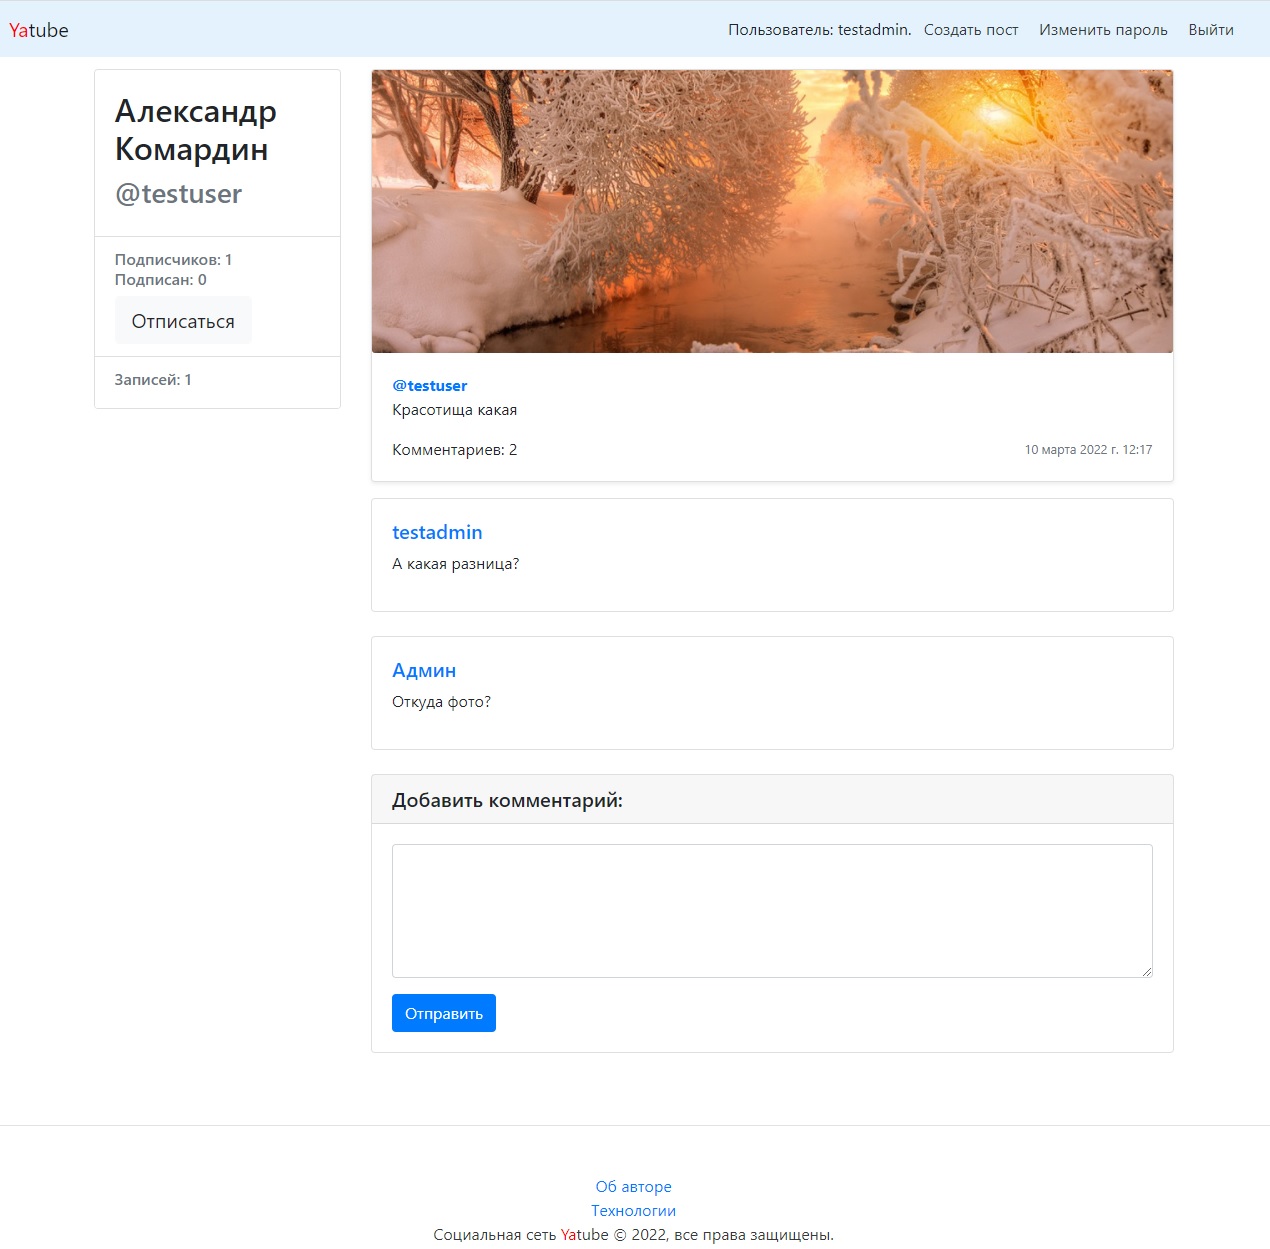 Yatube
Пользователь: testadmin. Создать пост Изменить пароль Выйти
Александр
Комардин
@testuser
Подписчиков: 1
Подписан: 0
Отписаться
Записей: 1
@testuser
Красотища какая
Комментариев: 2
10 марта 2022 г. 12:17
testadmin
А какая разница?
Админ
Откуда фото?
Добавить комментарий:
Отправить
Об авторе
Технологии
Социальная сеть Yatube © 2022, все права защищены.